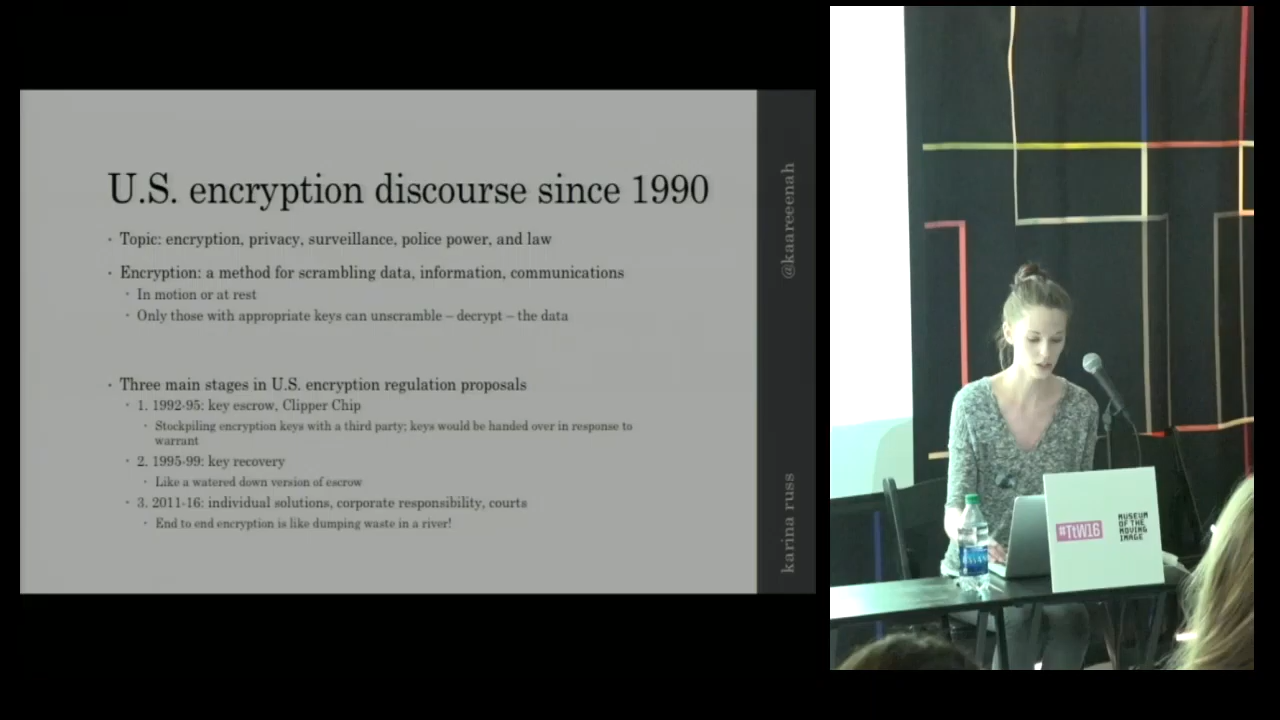 U.S. encryption discourse since 1990
· Topic: encryption, privacy, surveillance, police power, and law
· Encryption: a method for scrambling data, information, communications
· In motion or at rest
· Only those with appropriate keys can unscramble – decrypt – the data
· Three main stages in U.S. encryption regulation proposals
· 1. 1992-95: key escrow, Clipper Chip
· Stockpiling encryption keys with a third party; keys would be handed over in response to
warrant
· 2. 1995-99: key recovery
· Like a watered down version of escrow
· 3. 2011-16: individual solutions, corporate responsibility, courts
· End to end encryption is like dumping waste in a river!
@kaareeenah
karina russ
#TtW16
MUSEUM
OF THE
MOVING
IMAGE